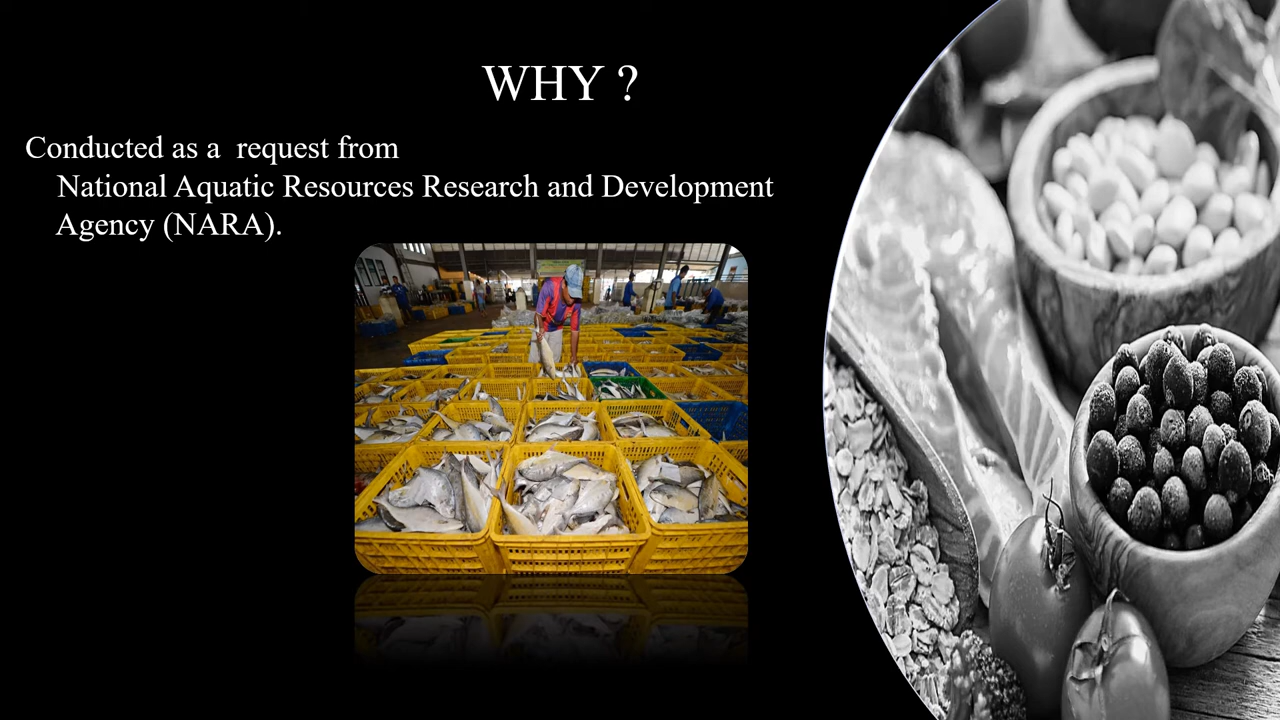 WHY ?
Conducted as a  request from
National Aquatic Resources Research and Development
Agency (NARA).